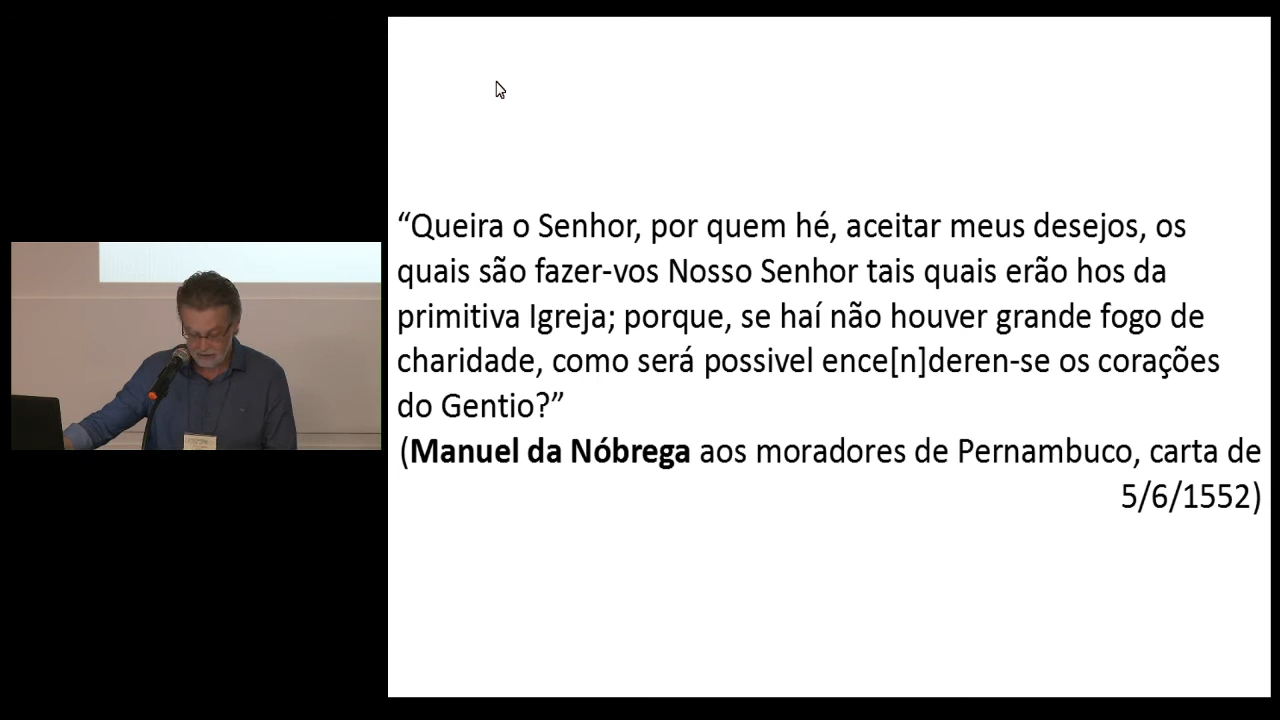 “Queira o Senhor, por quem hé, aceitar meus desejos, os
quais são fazer-vos Nosso Senhor tais quais erão hos da
primitiva Igreja; porque, se haí não houver grande fogo de
charidade, como será possivel ence[n]deren-se os corações
do Gentio?”
(Manuel da Nóbrega aos moradores de Pernambuco, carta de
5/6/1552)